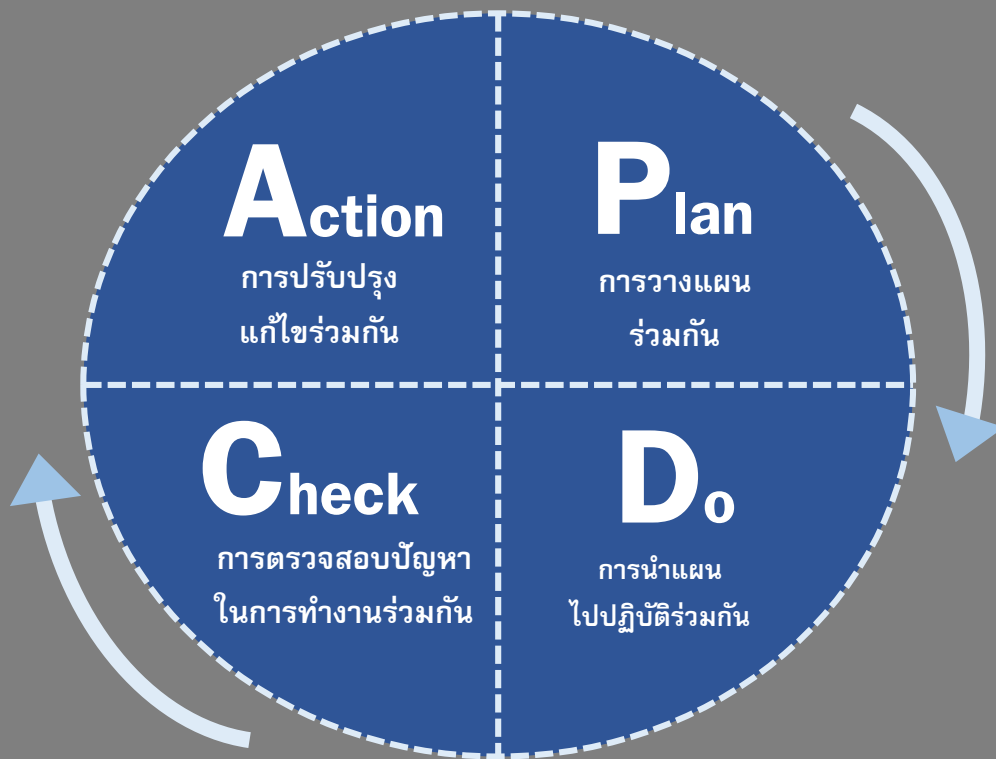 Action
การปรับปรุง
แก้ไขร่วมกัน
Plan
การวางแผน
ร่วมกัน
Check
การตรวจสอบปัญหา
ในการทำงานร่วมกัน
Do
การนำแผน
ไปปฏิบัติร่วมกัน